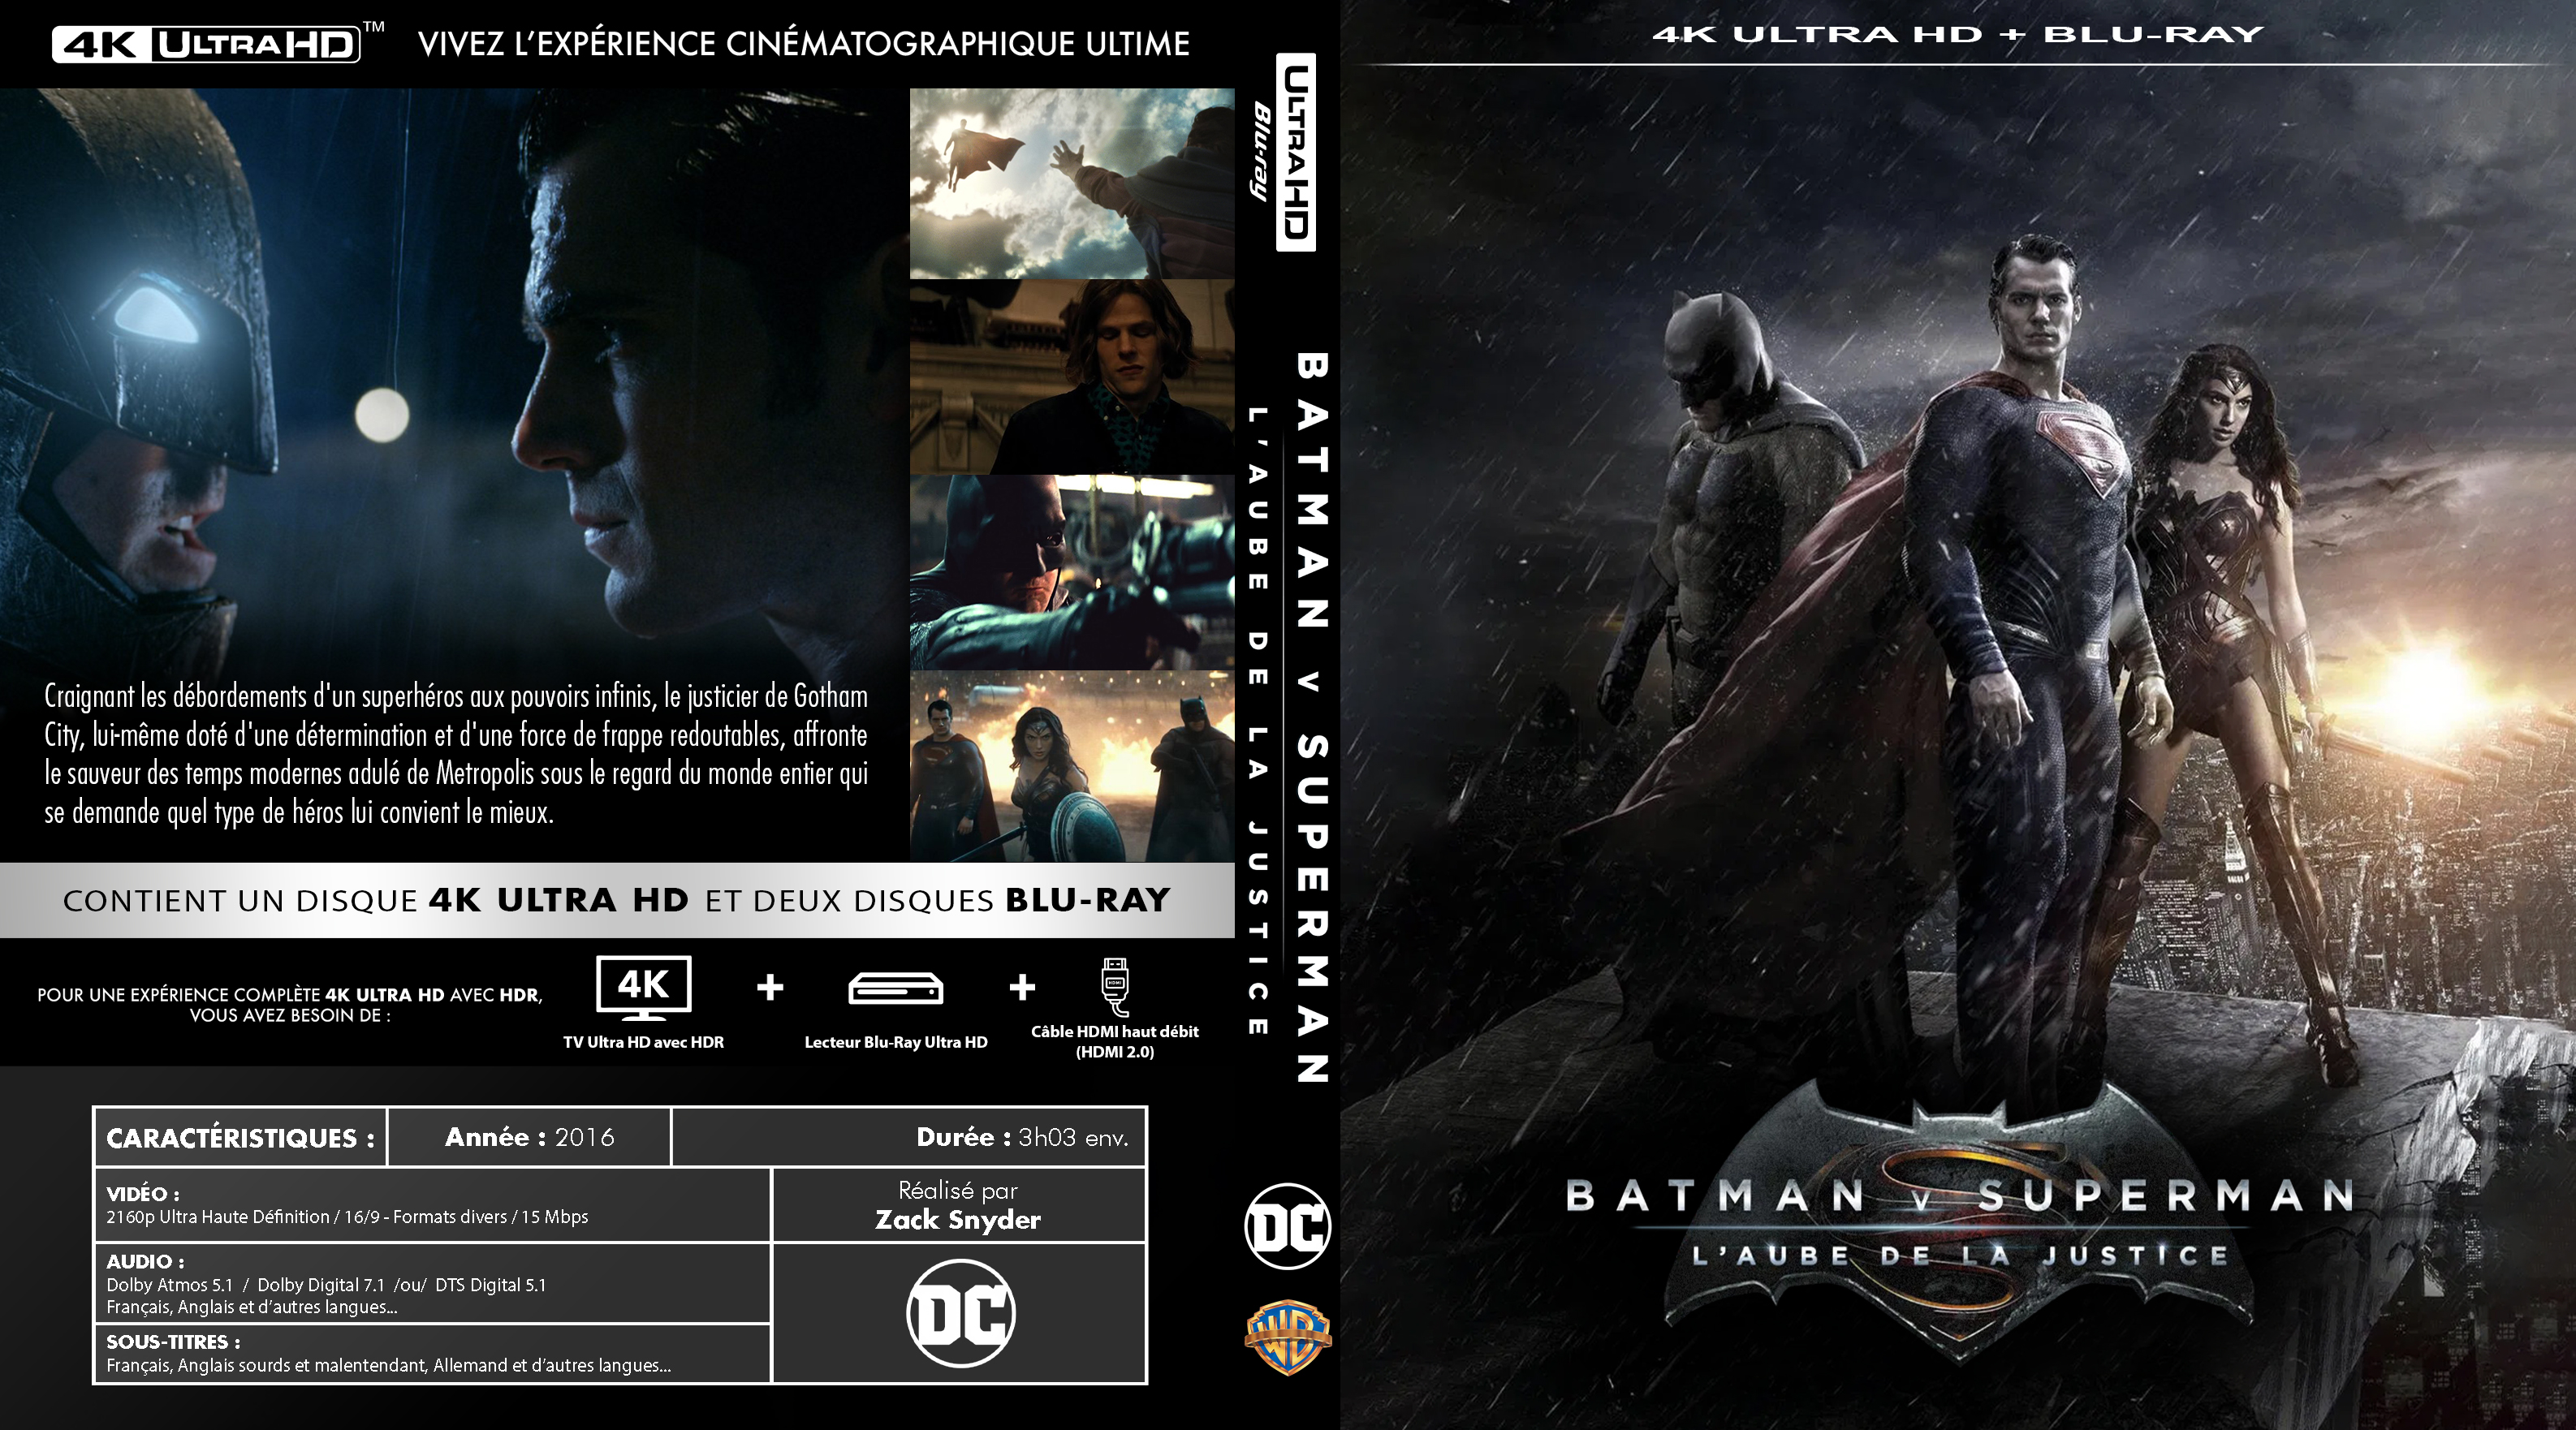 4K ULTRA HD™
VIVEZ L'EXPÉRIENCE CINÉMATOGRAPHIQUE ULTIME
Craignant les débordements d'un superhéros aux pouvoirs infinis, le justicier de Gotham
City, lui-même doté d'une détermination et d'une force de frappe redoutables, affronte
le sauveur des temps modernes adulé de Metropolis sous le regard du monde entier qui
se demande quel type de héros lui convient le mieux.
CONTIENT UN DISQUE 4K ULTRA HD ET DEUX DISQUES BLU-RAY
POUR UNE EXPÉRIENCE COMPLÈTE 4K ULTRA HD AVEC HDR,
VOUS AVEZ BESOIN DE :
4K
TV Ultra HD avec HDR
+
Lecteur Blu-Ray Ultra HD
+
HDMI
Câble HDMI haut débit
(HDMI 2.0)
CARACTÉRISTIQUES :
Année : 2016
Durée : 3h03 env.
VIDÉO :
2160p Ultra Haute Définition / 16/9 - Formats divers / 15 Mbps
Réalisé par
Zack Snyder
AUDIO :
Dolby Atmos 5.1 / Dolby Digital 7.1 /ou/ DTS Digital 5.1
Français, Anglais et d'autres langues...
SOUS-TITRES :
Français, Anglais sourds et malentendant, Allemand et d'autres langues...
DC
ULTRA HD
Blu-ray
BATMAN v SUPERMAN
L'AUBE DE LA JUSTICE
DC
WB
4K ULTRA HD + BLU-RAY
BATMAN v SUPERMAN
L'AUBE DE LA JUSTICE